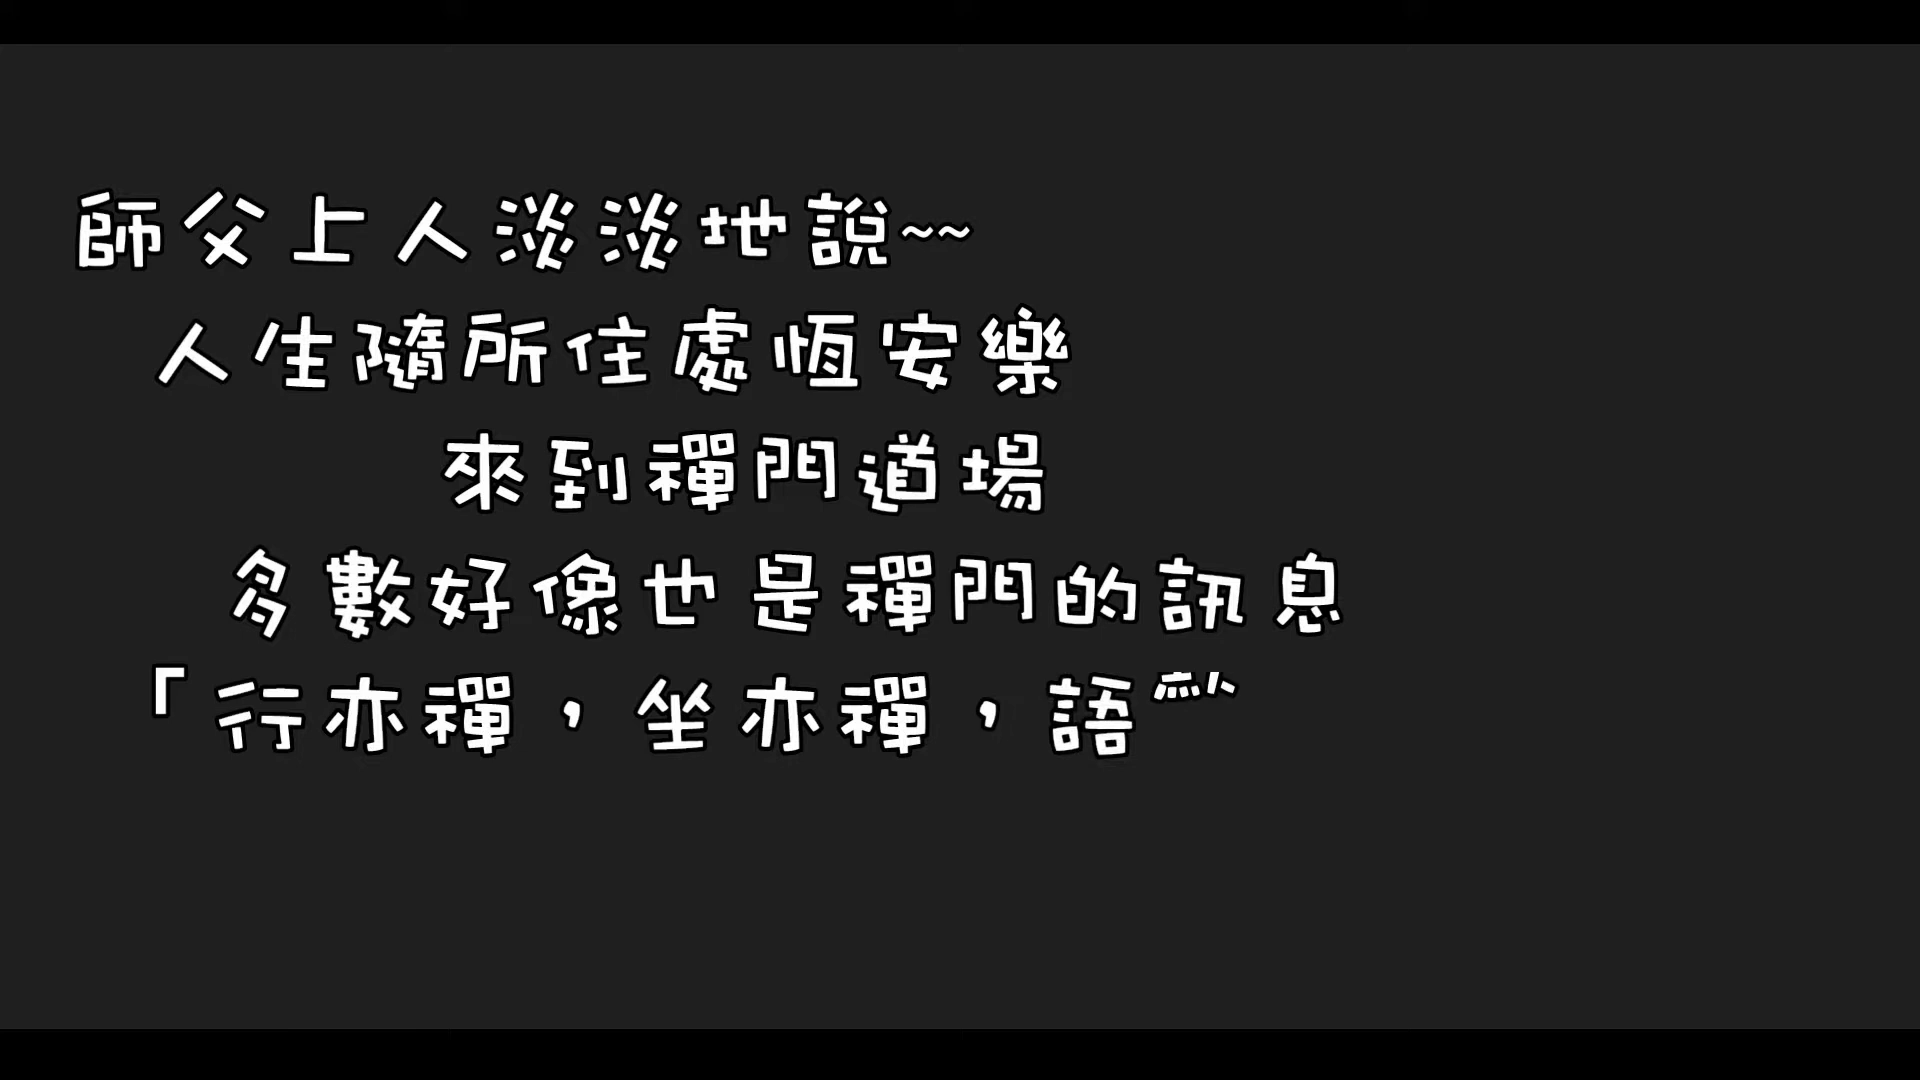 師父上人淡淡地說~~
人生隨所住處恆安樂
來到禪門道場
多數好像也是禪門的訊息
「行亦禪，坐亦禪，語